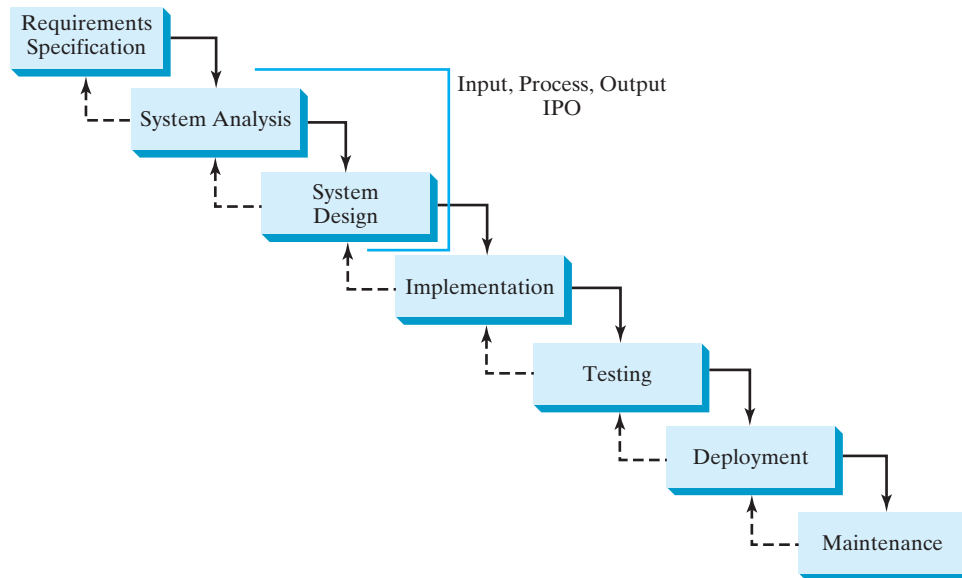 Requirements
Specification
Input, Process, Output
IPO
System Analysis
System
Design
Implementation
Testing
Deployment
Maintenance